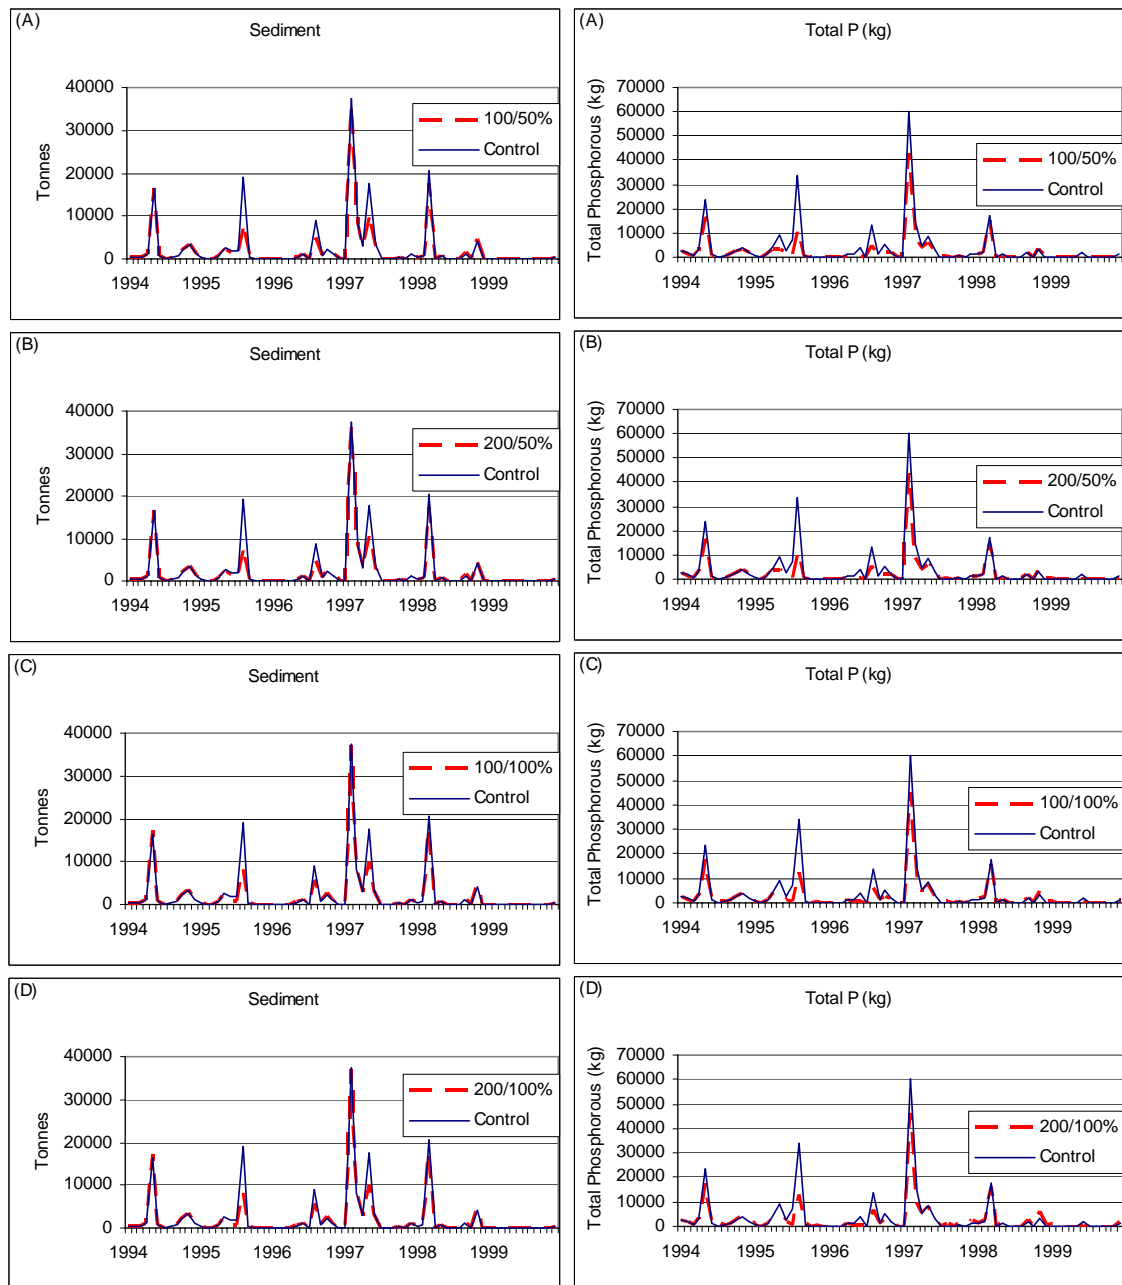 (A)
Sediment
Tonnes
40000
30000
20000
10000
0
100/50%
Control
1994 1995 1996 1997 1998 1999
(A)
Total P (kg)
Total Phosphorous (kg)
70000
60000
50000
40000
30000
20000
10000
0
100/50%
Control
1994 1995 1996 1997 1998 1999
(B)
Sediment
Tonnes
40000
30000
20000
10000
0
200/50%
Control
1994 1995 1996 1997 1998 1999
(B)
Total P (kg)
Total Phosphorous (kg)
70000
60000
50000
40000
30000
20000
10000
0
200/50%
Control
1994 1995 1996 1997 1998 1999
(C)
Sediment
Tonnes
40000
30000
20000
10000
0
100/100%
Control
1994 1995 1996 1997 1998 1999
(C)
Total P (kg)
Total Phosphorous (kg)
70000
60000
50000
40000
30000
20000
10000
0
100/100%
Control
1994 1995 1996 1997 1998 1999
(D)
Sediment
Tonnes
40000
30000
20000
10000
0
200/100%
Control
1994 1995 1996 1997 1998 1999
(D)
Total P (kg)
Total Phosphorous (kg)
70000
60000
50000
40000
30000
20000
10000
0
200/100%
Control
1994 1995 1996 1997 1998 1999